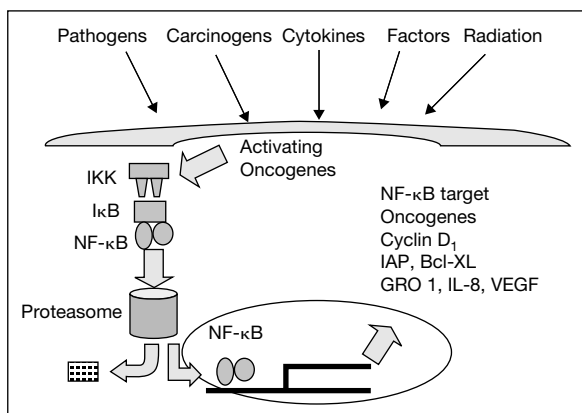 Pathogens Carcinogens Cytokines Factors Radiation
Activating
Oncogenes
IKK
IκB
NF-κB
NF-κB target
Oncogenes
Cyclin D₁
IAP, Bcl-XL
GRO 1, IL-8, VEGF
Proteasome
NF-κB